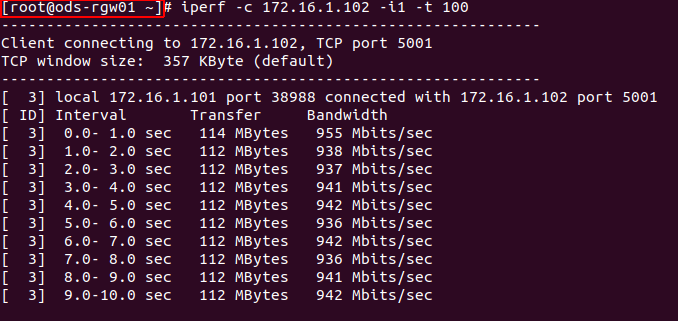 [root@ods-rgw01 ~]# iperf -c 172.16.1.102 -i1 -t 100
------------------------------------------------------------
Client connecting to 172.16.1.102, TCP port 5001
TCP window size:  357 KByte (default)
------------------------------------------------------------
[  3] local 172.16.1.101 port 38988 connected with 172.16.1.102 port 5001
[ ID] Interval       Transfer     Bandwidth
[  3]  0.0- 1.0 sec   114 MBytes   955 Mbits/sec
[  3]  1.0- 2.0 sec   112 MBytes   938 Mbits/sec
[  3]  2.0- 3.0 sec   112 MBytes   937 Mbits/sec
[  3]  3.0- 4.0 sec   112 MBytes   941 Mbits/sec
[  3]  4.0- 5.0 sec   112 MBytes   942 Mbits/sec
[  3]  5.0- 6.0 sec   112 MBytes   936 Mbits/sec
[  3]  6.0- 7.0 sec   112 MBytes   942 Mbits/sec
[  3]  7.0- 8.0 sec   112 MBytes   936 Mbits/sec
[  3]  8.0- 9.0 sec   112 MBytes   941 Mbits/sec
[  3]  9.0-10.0 sec   112 MBytes   942 Mbits/sec